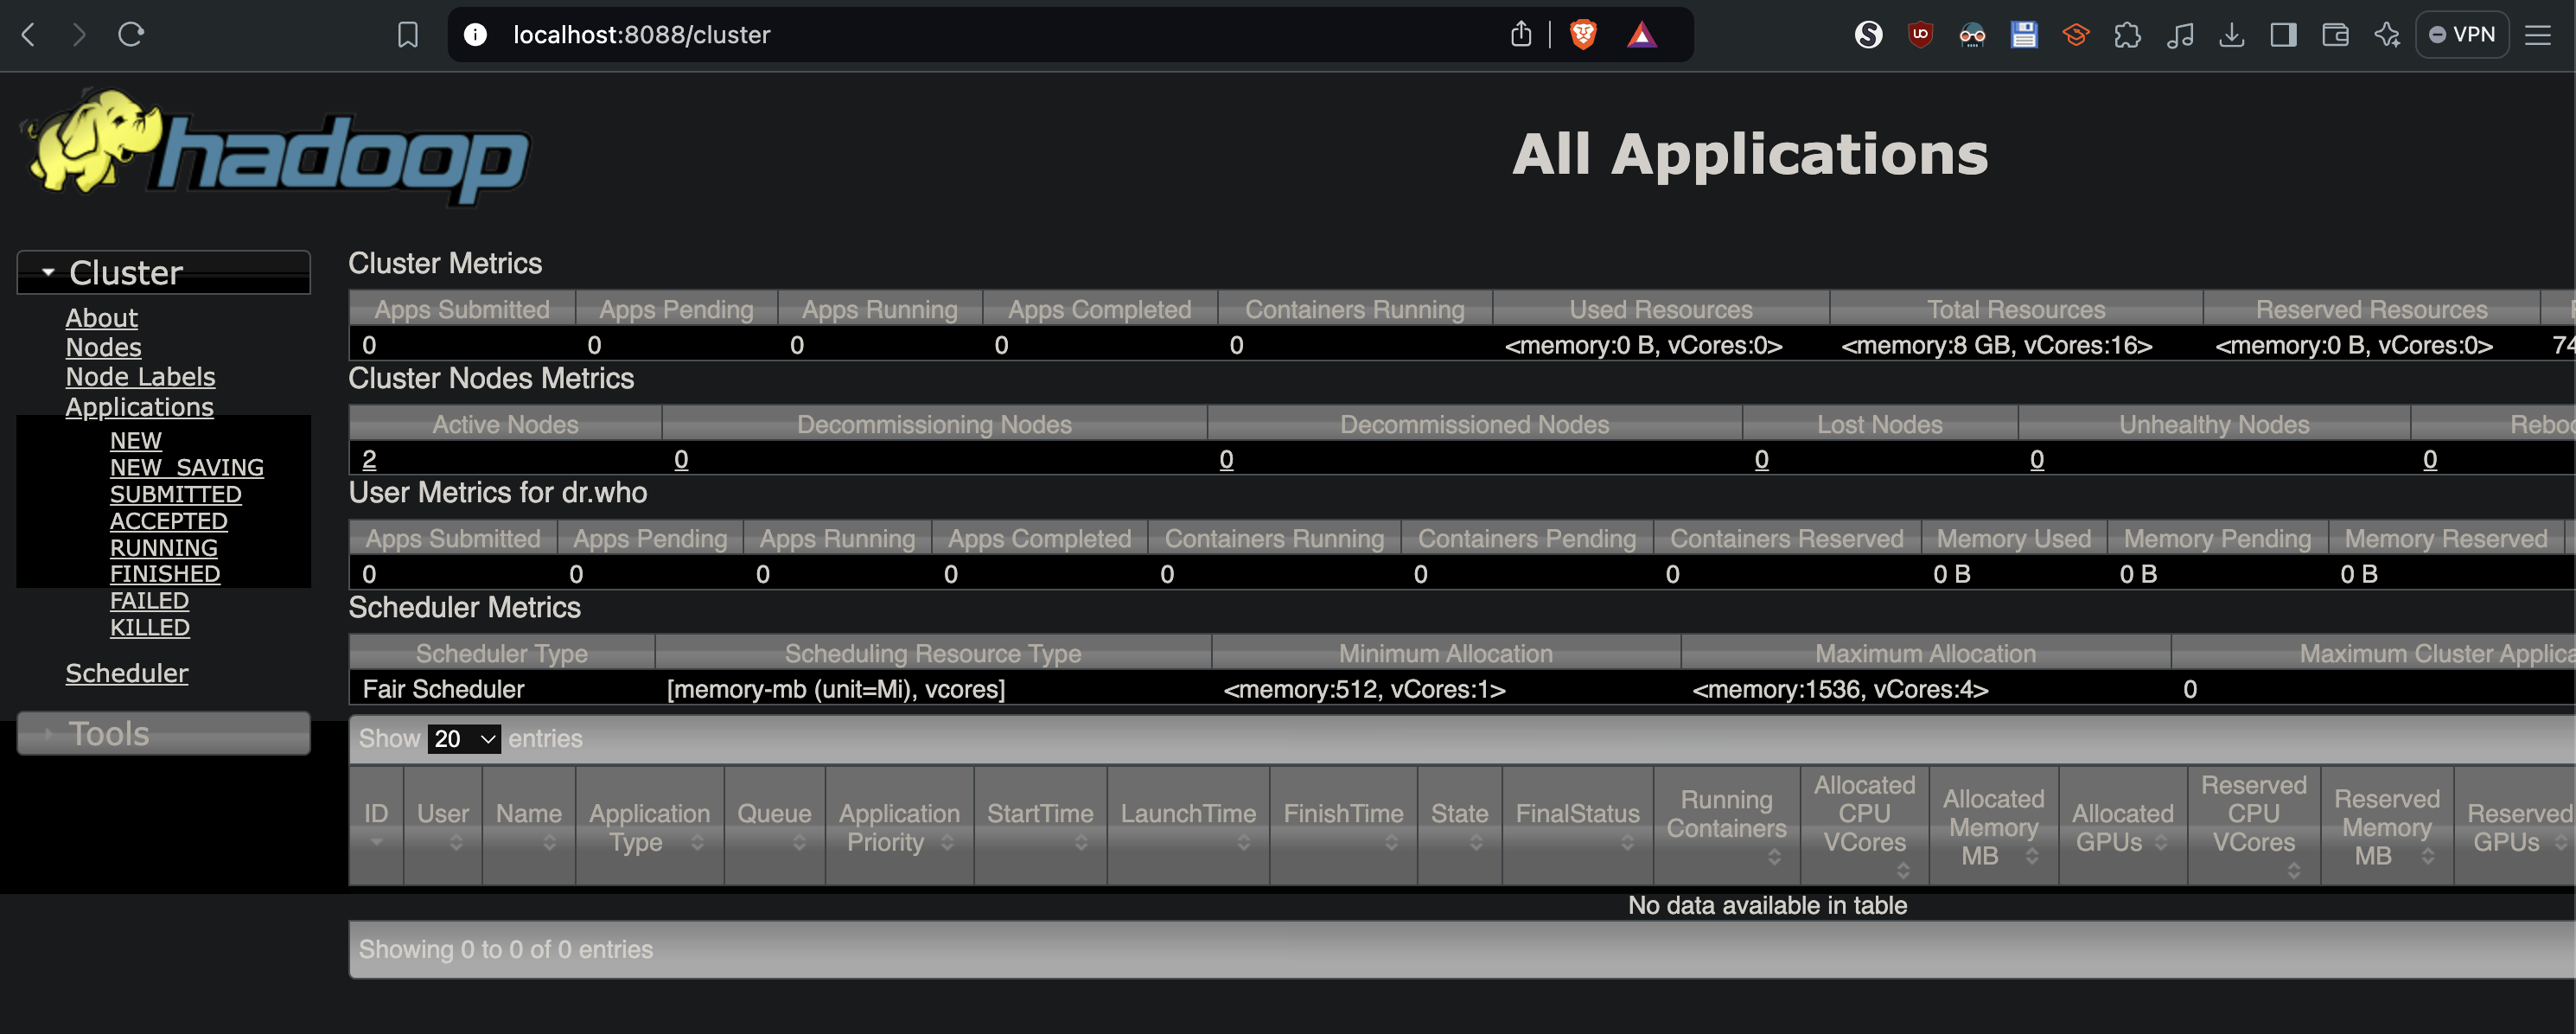 localhost:8088/cluster
VPN
hadoop
All Applications
Cluster
About
Nodes
Node Labels
Applications
NEW
NEW_SAVING
SUBMITTED
ACCEPTED
RUNNING
FINISHED
FAILED
KILLED
Scheduler
Tools
Cluster Metrics
Apps Submitted Apps Pending Apps Running Apps Completed Containers Running Used Resources Total Resources Reserved Resources
0 0 0 0 0 <memory:0 B, vCores:0> <memory:8 GB, vCores:16> <memory:0 B, vCores:0> 74
Cluster Nodes Metrics
Active Nodes Decommissioning Nodes Decommissioned Nodes Lost Nodes Unhealthy Nodes Reboo
2 0 0 0 0 0
User Metrics for dr.who
Apps Submitted Apps Pending Apps Running Apps Completed Containers Running Containers Pending Containers Reserved Memory Used Memory Pending Memory Reserved
0 0 0 0 0 0 0 0 B 0 B 0 B
Scheduler Metrics
Scheduler Type Scheduling Resource Type Minimum Allocation Maximum Allocation Maximum Cluster Applica
Fair Scheduler [memory-mb (unit=Mi), vcores] <memory:512, vCores:1> <memory:1536, vCores:4> 0
Show 20 entries
ID User Name Application Type Queue Application Priority StartTime LaunchTime FinishTime State FinalStatus Running Containers Allocated CPU VCores Allocated Memory MB Allocated GPUs Reserved CPU VCores Reserved Memory MB Reserved GPUs
No data available in table
Showing 0 to 0 of 0 entries